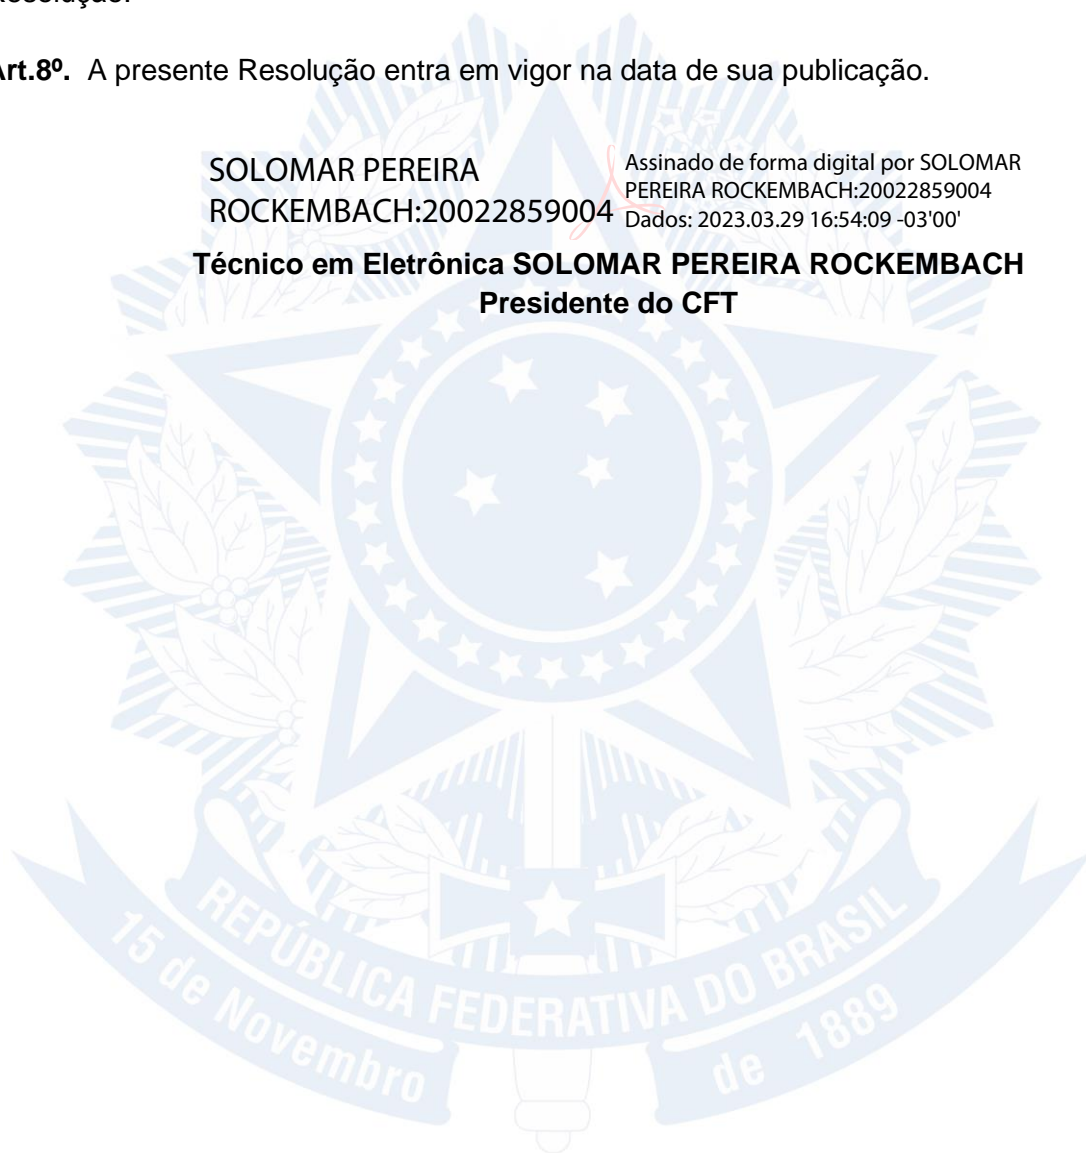 Art.8º. A presente Resolução entra em vigor na data de sua publicação.
SOLOMAR PEREIRA
ROCKEMBACH:20022859004
Assinado de forma digital por SOLOMAR
PEREIRA ROCKEMBACH:20022859004
Dados: 2023.03.29 16:54:09 -03'00'
Técnico em Eletrônica SOLOMAR PEREIRA ROCKEMBACH
Presidente do CFT
REPÚBLICA FEDERATIVA DO BRASIL
15 de Novembro de 1889